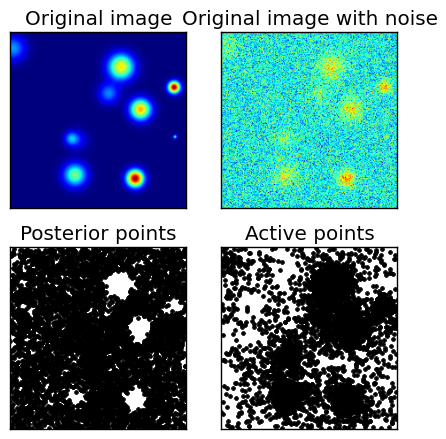 Original image
Original image with noise
Posterior points
Active points